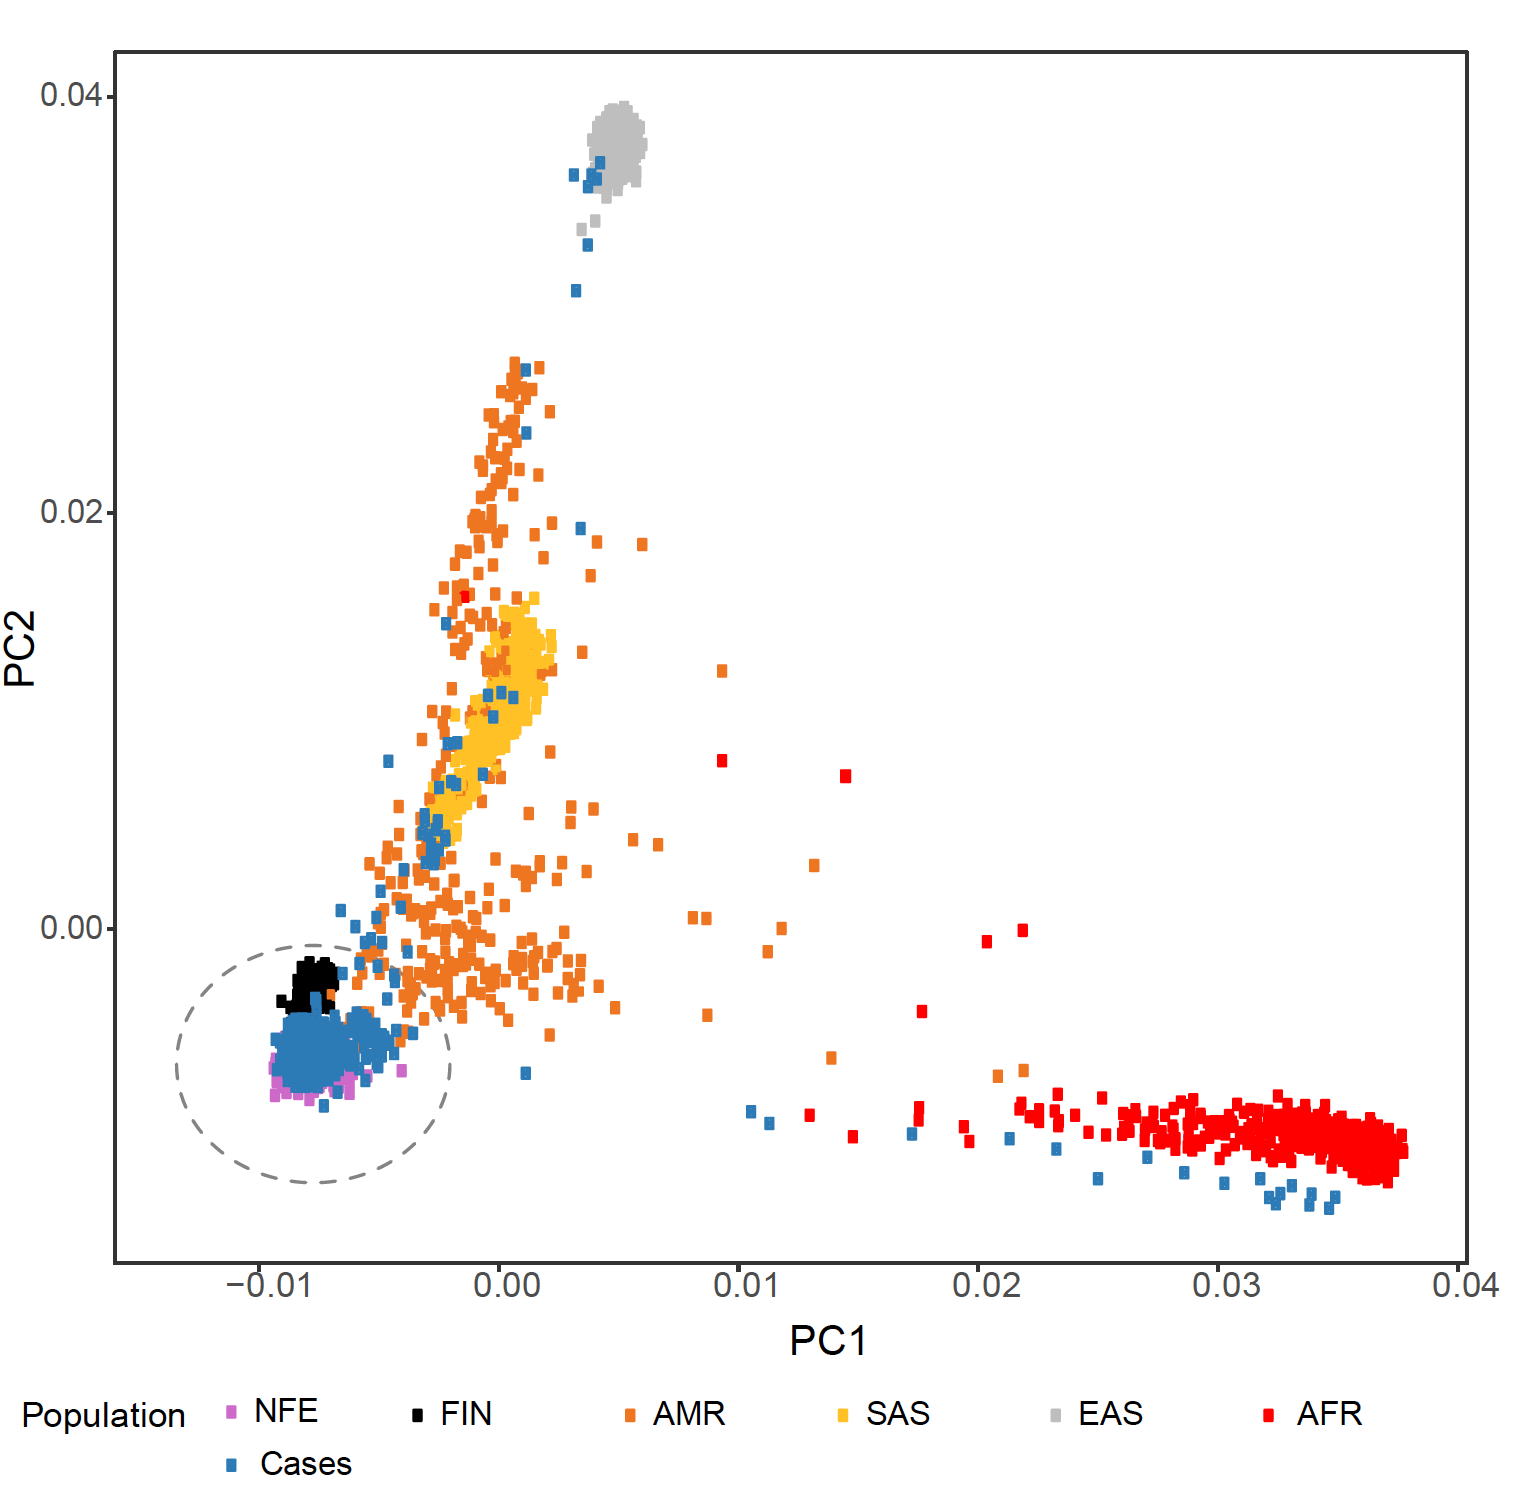 0.04
0.02
0.00
PC2
−0.01 0.00 0.01 0.02 0.03 0.04
PC1
Population NFE FIN AMR SAS EAS AFR
Cases